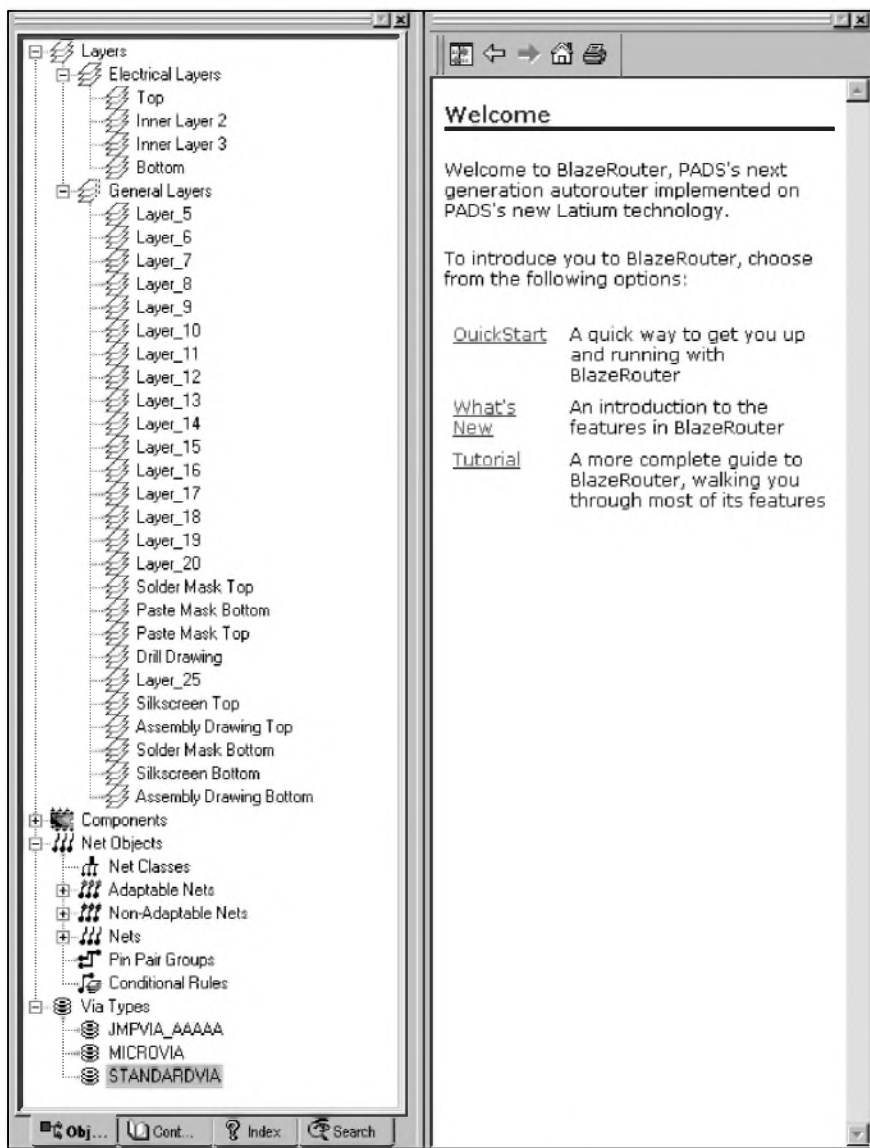 Layers
Electrical Layers
Top
Inner Layer 2
Inner Layer 3
Bottom
General Layers
Layer_5
Layer_6
Layer_7
Layer_8
Layer_9
Layer_10
Layer_11
Layer_12
Layer_13
Layer_14
Layer_15
Layer_16
Layer_17
Layer_18
Layer_19
Layer_20
Solder Mask Top
Paste Mask Bottom
Paste Mask Top
Drill Drawing
Layer_25
Silkscreen Top
Assembly Drawing Top
Solder Mask Bottom
Silkscreen Bottom
Assembly Drawing Bottom
Components
Net Objects
Net Classes
Adaptable Nets
Non-Adaptable Nets
Nets
Pin Pair Groups
Conditional Rules
Via Types
JMPVIA_AAAAA
MICROVIA
STANDARDVIA
Obj... Cont... Index Search
Welcome
Welcome to BlazeRouter, PADS's next
generation autorouter implemented on
PADS's new Latium technology.
To introduce you to BlazeRouter, choose
from the following options:
QuickStart A quick way to get you up
and running with
BlazeRouter
What's An introduction to the
New features in BlazeRouter
Tutorial A more complete guide to
BlazeRouter, walking you
through most of its features